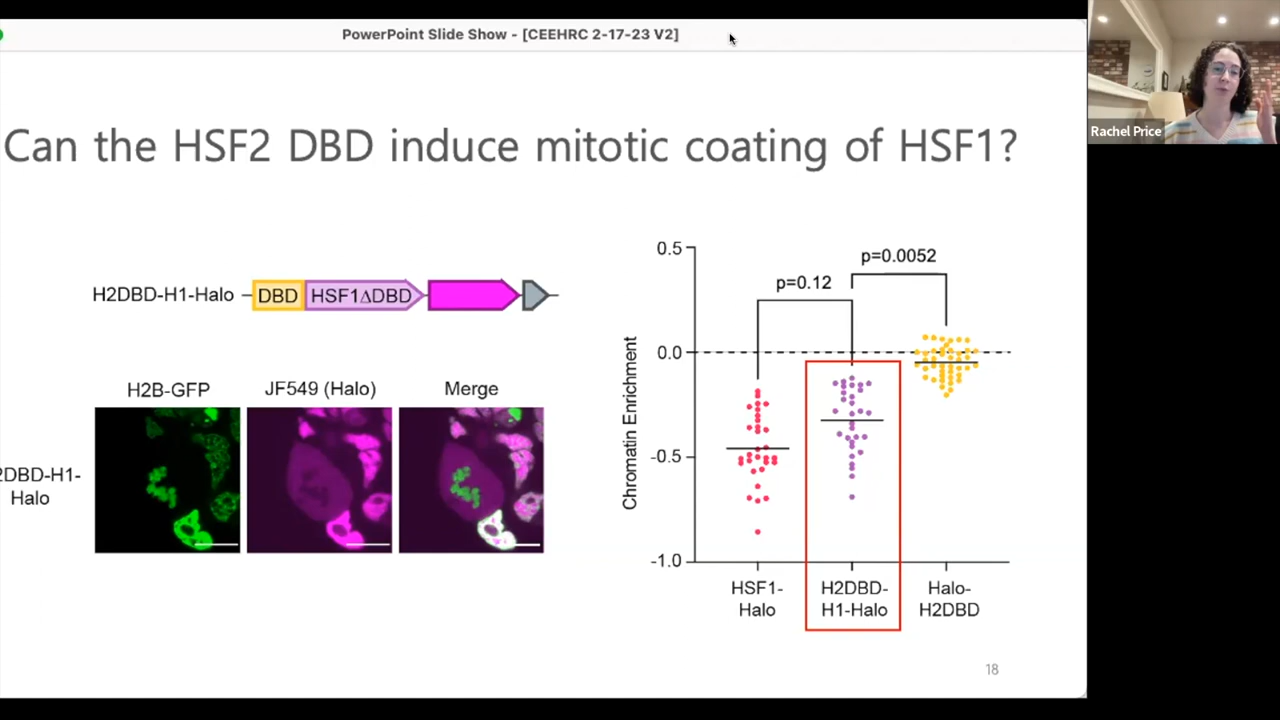 PowerPoint Slide Show - [CEEHRC 2-17-23 V2]
Rachel Price
Can the HSF2 DBD induce mitotic coating of HSF1?
H2DBD-H1-Halo
DBD
HSF1ΔDBD
H2B-GFP
JF549 (Halo)
Merge
2DBD-H1-
Halo
0.5
0.0
-0.5
-1.0
Chromatin Enrichment
p=0.12
p=0.0052
HSF1-
Halo
H2DBD-
H1-Halo
Halo-
H2DBD
18